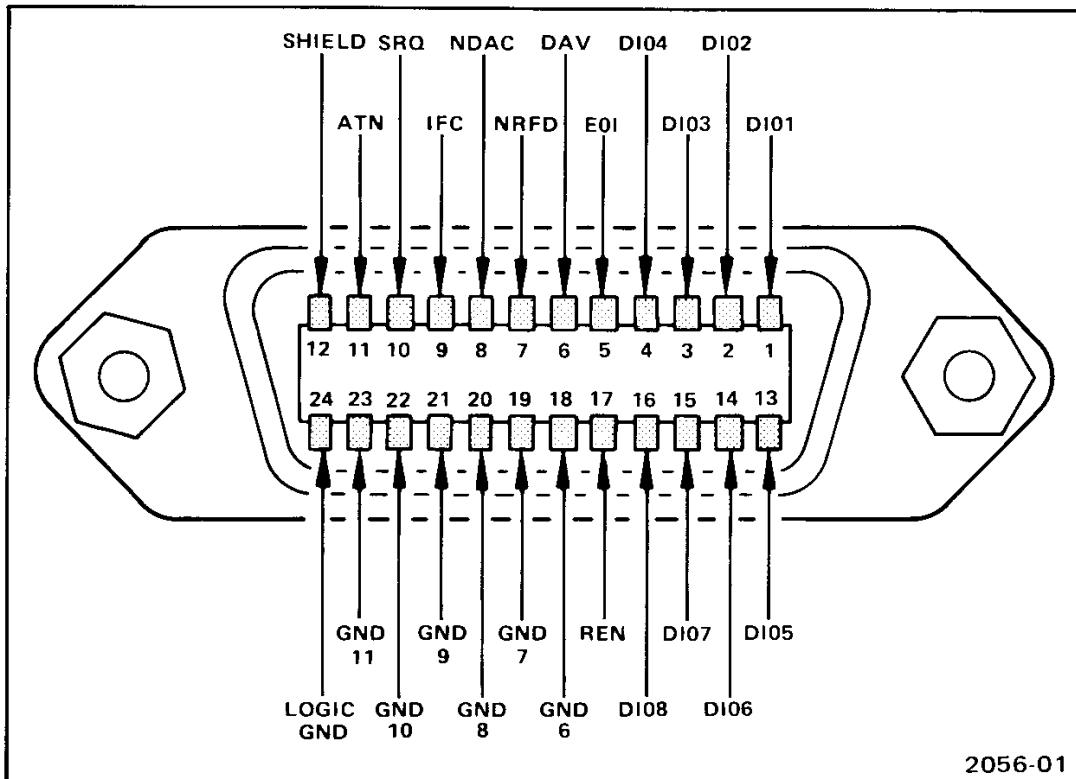 SHIELD SRQ NDAC DAV DI04 DI02
ATN IFC NRFD EOI DI03 DI01
12 11 10 9 8 7 6 5 4 3 2 1
24 23 22 21 20 19 18 17 16 15 14 13
GND 11 GND 9 GND 7 REN DI07 DI05
LOGIC GND GND 10 GND 8 GND 6 DI08 DI06
2056-01